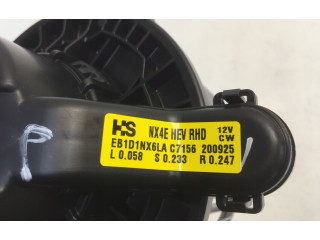 HS NX4E HEV RHD 12V CW
EB1D1NX6LA C7156 200925
L 0.058 S 0.233 R 0.247
P